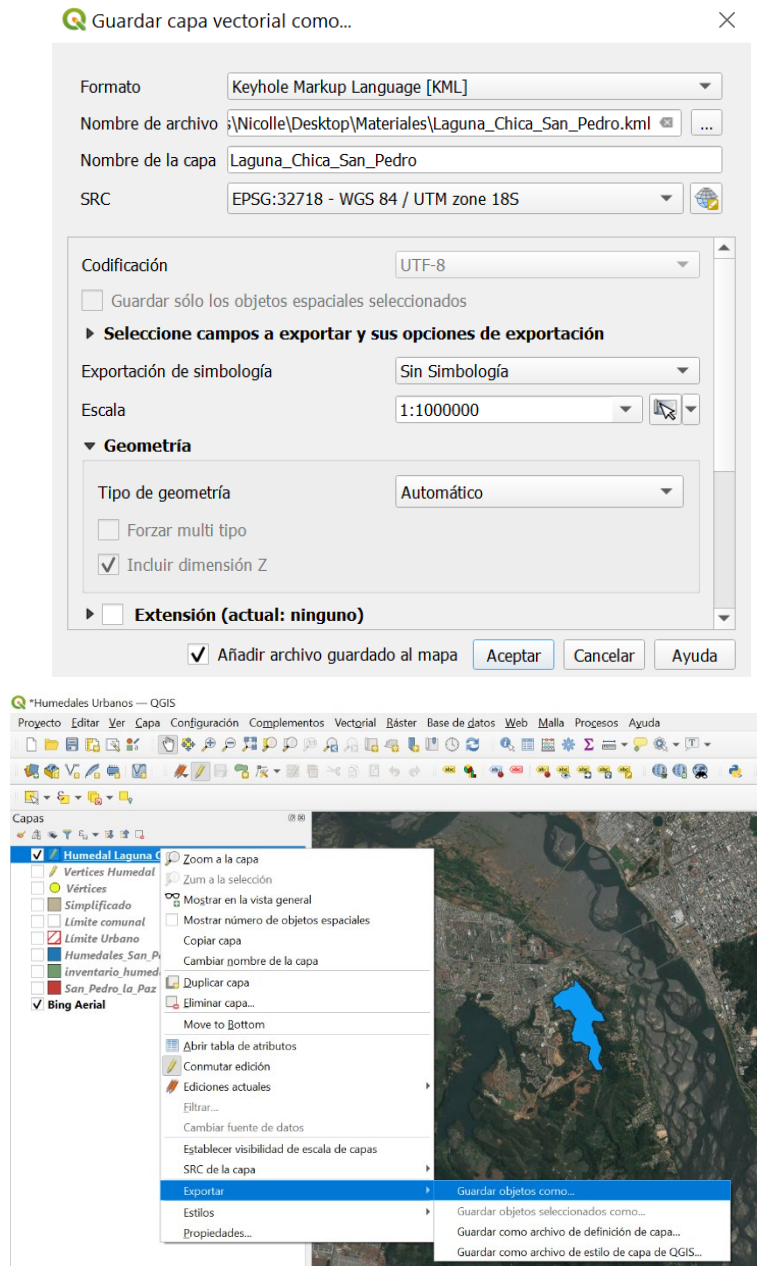 Guardar capa vectorial como...
Formato Keyhole Markup Language [KML]
Nombre de archivo s\Nicolle\Desktop\Materiales\Laguna_Chica_San_Pedro.kml ...
Nombre de la capa Laguna_Chica_San_Pedro
SRC EPSG:32718 - WGS 84 / UTM zone 18S
Codificación UTF-8
Guardar sólo los objetos espaciales seleccionados
Seleccione campos a exportar y sus opciones de exportación
Exportación de simbología Sin Simbología
Escala 1:1000000
Geometría
Tipo de geometría Automático
Forzar multi tipo
Incluir dimensión Z
Extensión (actual: ninguno)
Añadir archivo guardado al mapa Aceptar Cancelar Ayuda
*Humedales Urbanos — QGIS
Proyecto Editar Ver Capa Configuración Complementos Vectorial Ráster Base de datos Web Malla Procesos Ayuda
Capas
Humedal Laguna C
Vertices Humedal
Vértices
Simplificado
Límite comunal
Límite Urbano
Humedales_San_P
inventario_humed
San_Pedro_la_Paz
Bing Aerial
Zoom a la capa
Zum a la selección
Mostrar en la vista general
Mostrar número de objetos espaciales
Copiar capa
Cambiar nombre de la capa
Duplicar capa
Eliminar capa...
Move to Bottom
Abrir tabla de atributos
Conmutar edición
Ediciones actuales
Filtrar...
Cambiar fuente de datos
Establecer visibilidad de escala de capas
SRC de la capa
Exportar
Estilos
Propiedades...
Guardar objetos como...
Guardar objetos seleccionados como...
Guardar como archivo de definición de capa...
Guardar como archivo de estilo de capa de QGIS...